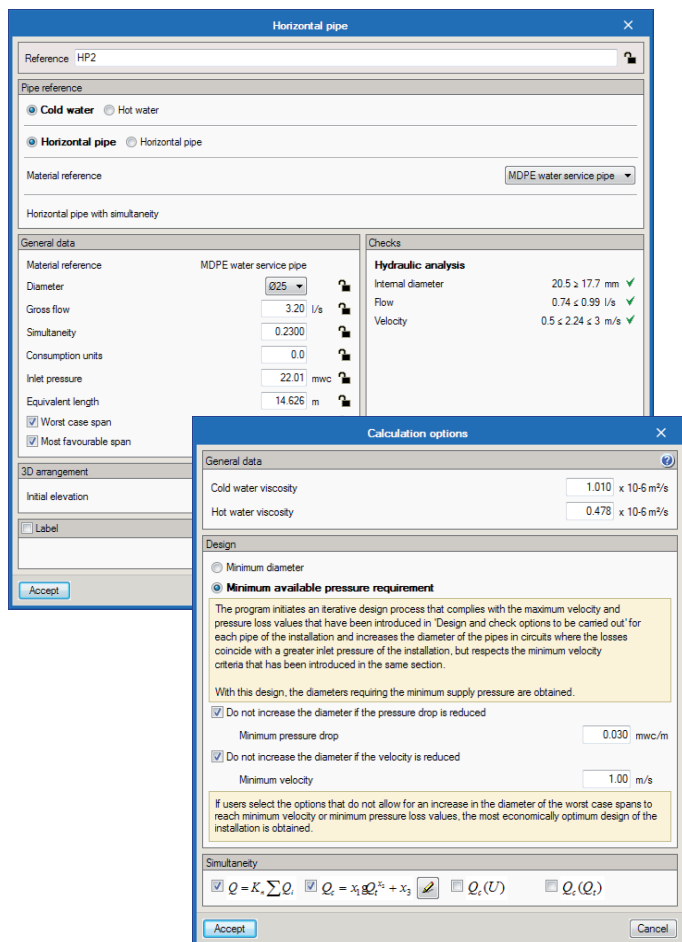 Horizontal pipe
Reference HP2
Pipe reference
Cold water Hot water
Horizontal pipe Horizontal pipe
Material reference MDPE water service pipe
Horizontal pipe with simultaneity
General data
Material reference MDPE water service pipe
Diameter Ø25
Gross flow 3.20 l/s
Simultaneity 0.2300
Consumption units 0.0
Inlet pressure 22.01 mwc
Equivalent length 14.626 m
Worst case span
Most favourable span
Checks
Hydraulic analysis
Internal diameter 20.5 ≥ 17.7 mm
Flow 0.74 ≤ 0.99 l/s
Velocity 0.5 ≤ 2.24 ≤ 3 m/s
3D arrangement
Initial elevation
Label
Accept
Calculation options
General data
Cold water viscosity 1.010 x 10-6 m²/s
Hot water viscosity 0.478 x 10-6 m²/s
Design
Minimum diameter
Minimum available pressure requirement
The program initiates an iterative design process that complies with the maximum velocity and
pressure loss values that have been introduced in 'Design and check options to be carried out' for
each pipe of the installation and increases the diameter of the pipes in circuits where the losses
coincide with a greater inlet pressure of the installation, but respects the minimum velocity
criteria that has been introduced in the same section.
With this design, the diameters requiring the minimum supply pressure are obtained.
Do not increase the diameter if the pressure drop is reduced
Minimum pressure drop 0.030 mwc/m
Do not increase the diameter if the velocity is reduced
Minimum velocity 1.00 m/s
If users select the options that do not allow for an increase in the diameter of the worst case spans to
reach minimum velocity or minimum pressure loss values, the most economically optimum design of the
installation is obtained.
Simultaneity
Q = Kₑ∑Qᵢ Q꜀ = x₁gQₜ^x₂ + x₃ Q꜀(U) Q꜀(Qₜ)
Accept Cancel